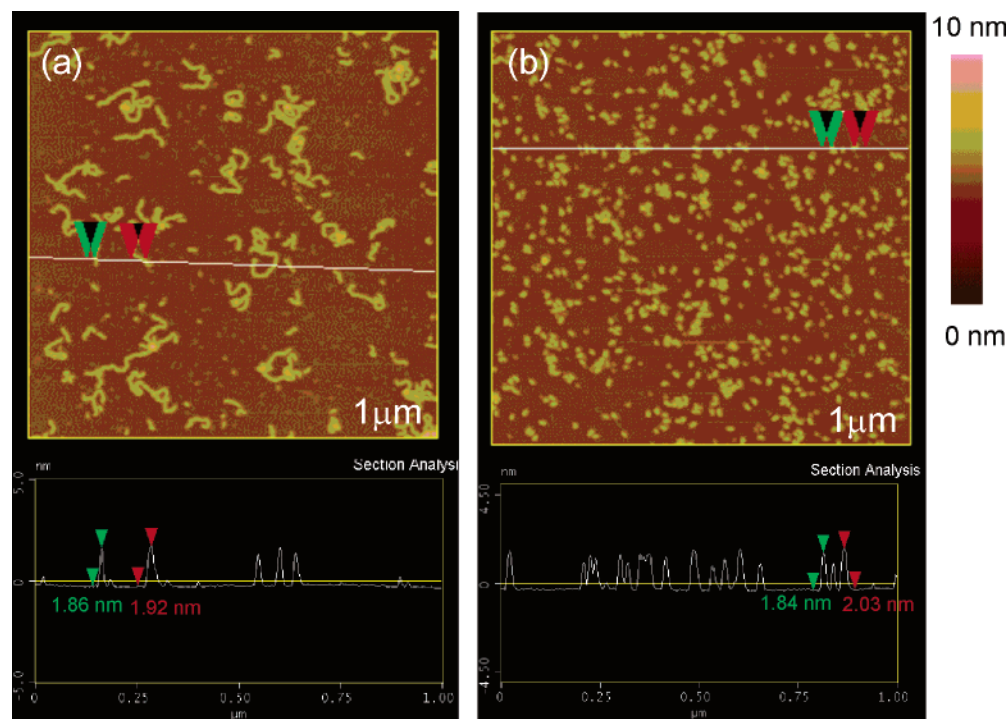 (a)
1μm
(b)
1μm
10 nm
0 nm
nm
Section Analysi
5.0
0
-5.0
1.86 nm
1.92 nm
0
0.25
0.50
0.75
1.00
μm
nm
Section Analysis
4.50
0
-4.50
1.84 nm
2.03 nm
0
0.25
0.50
0.75
1.00
μm